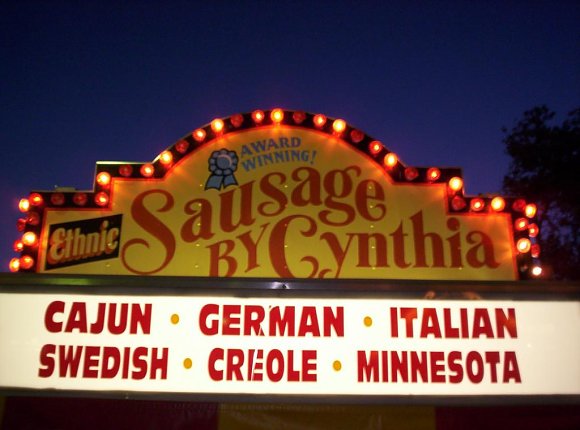 AWARD
WINNING!
Ethnic
Sausage
BY Cynthia
CAJUN • GERMAN • ITALIAN
SWEDISH • CREOLE • MINNESOTA